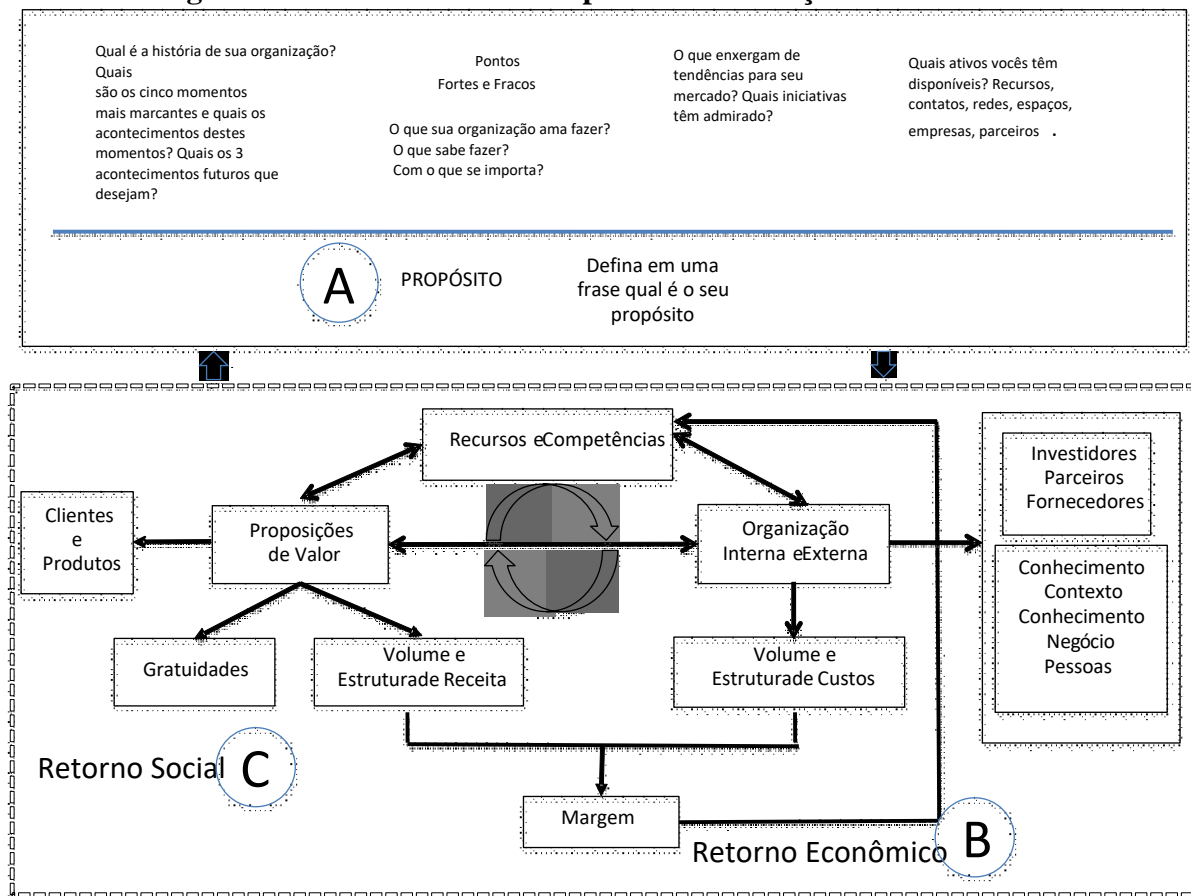 Qual é a história de sua organização?
Quais
são os cinco momentos
mais marcantes e quais os
acontecimentos destes
momentos? Quais os 3
acontecimentos futuros que
desejam?
Pontos
Fortes e Fracos
O que sua organização ama fazer?
O que sabe fazer?
Com o que se importa?
O que enxergam de
tendências para seu
mercado? Quais iniciativas
têm admirado?
Quais ativos vocês têm
disponíveis? Recursos,
contatos, redes, espaços,
empresas, parceiros .
A
PROPÓSITO
Defina em uma
frase qual é o seu
propósito
Recursos eCompetências
Investidores
Parceiros
Fornecedores
Clientes
e
Produtos
Proposições
de Valor
Organização
Interna eExterna
Conhecimento
Contexto
Conhecimento
Negócio
Pessoas
Gratuidades
Volume e
Estruturade Receita
Volume e
Estruturade Custos
Retorno Social C
Margem
Retorno Econômico B